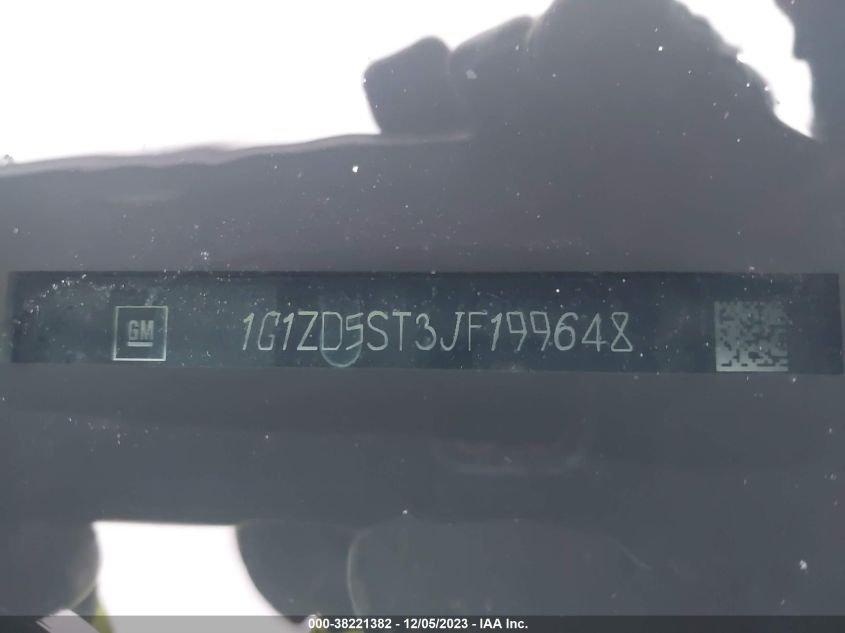 GM 1G1ZD5ST3JF199648
000-38221382 - 12/05/2023 - IAA Inc.